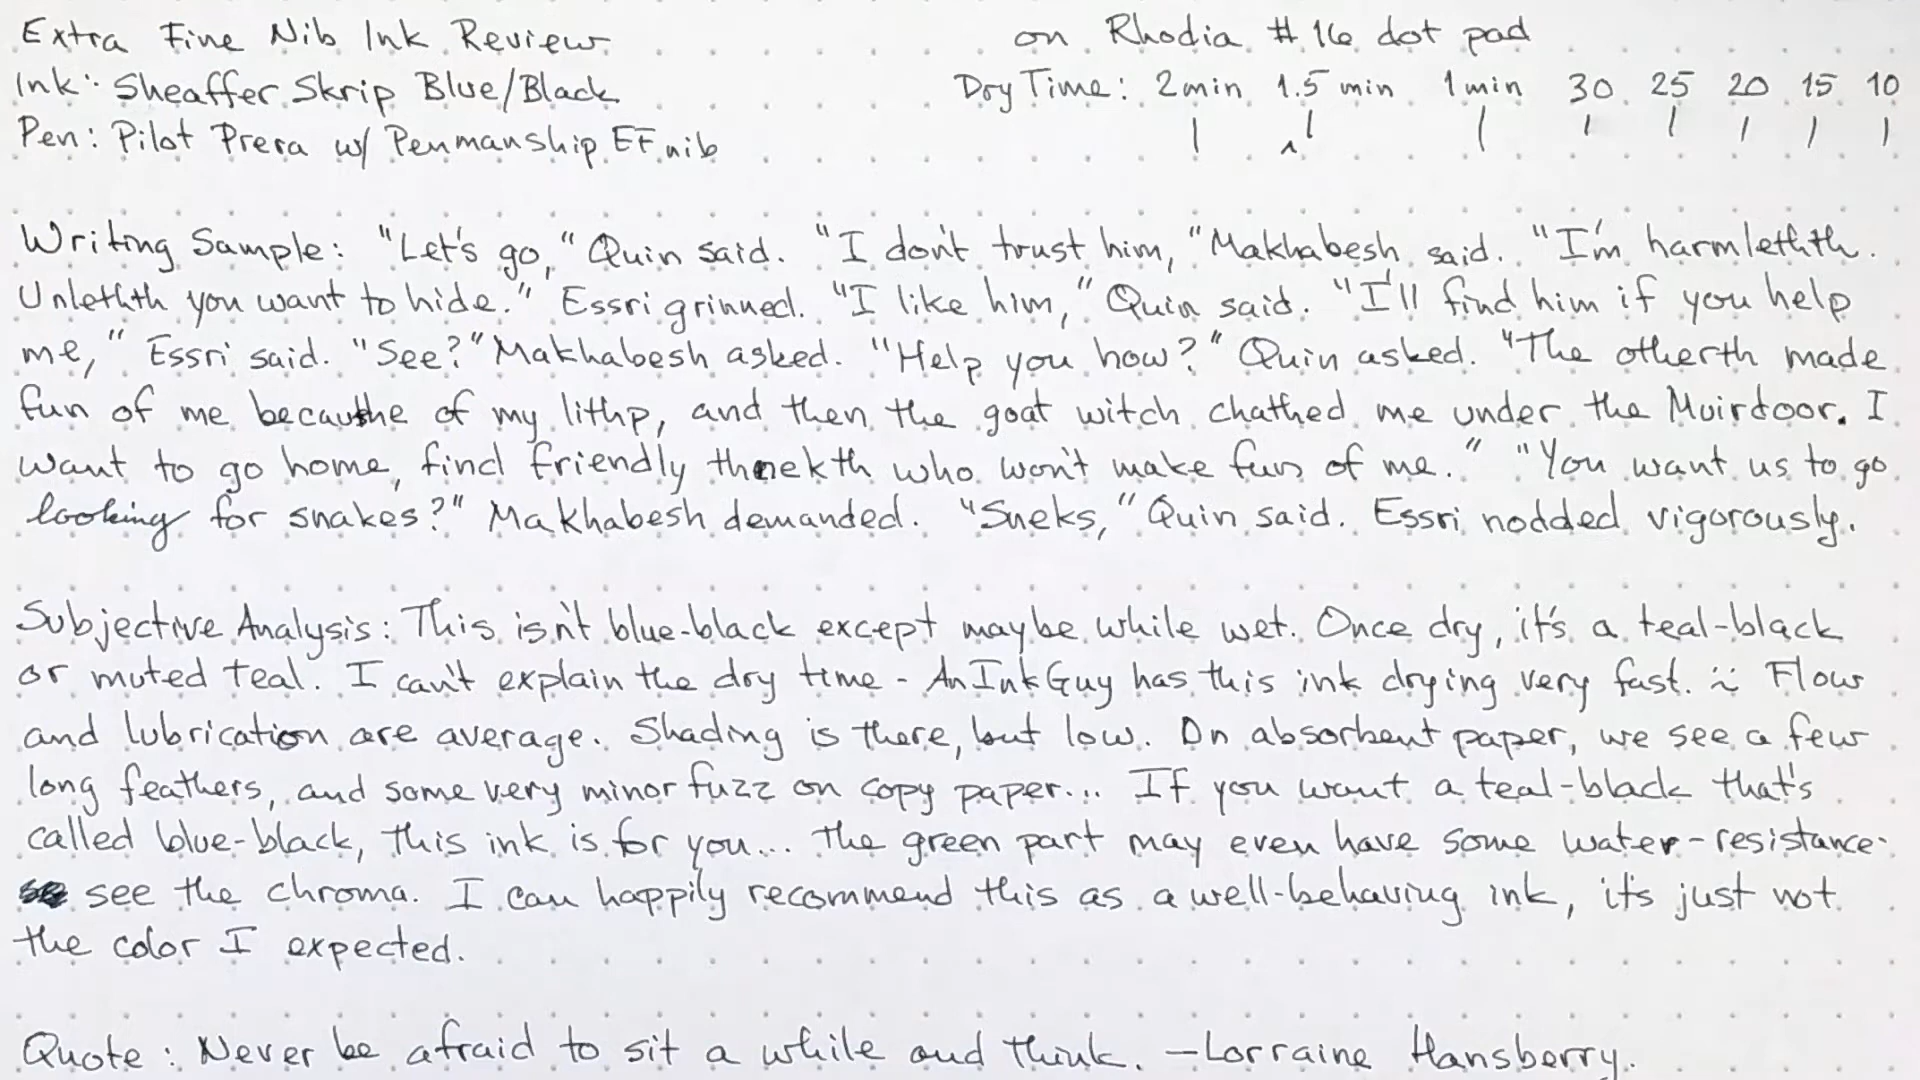 Extra Fine Nib Ink Review on Rhodia #16 dot pad
Ink: Sheaffer Skrip Blue/Black Dry Time: 2 min 1.5 min 1 min 30 25 20 15 10
Pen: Pilot Prera w/ Penmanship EF nib
Writing Sample: "Let's go," Quin said. "I don't trust him," Makhabesh said. "I'm harmlethth.
Unlethth you want to hide." Essri grinned. "I like him," Quin said. "I'll find him if you help
me," Essri said. "See?" Makhabesh asked. "Help you how?" Quin asked. "The otherth made
fun of me becauthe of my lithp, and then the goat witch chathed me under the Muirdoor. I
want to go home, find friendly thnekth who won't make fun of me." "You want us to go
looking for snakes?" Makhabesh demanded. "Sneks," Quin said. Essri nodded vigorously.
Subjective Analysis: This isn't blue-black except maybe while wet. Once dry, it's a teal-black
or muted teal. I can't explain the dry time - An Ink Guy has this ink drying very fast. Flow
and lubrication are average. Shading is there, but low. On absorbent paper, we see a few
long feathers, and some very minor fuzz on copy paper... If you want a teal-black that's
called blue-black, this ink is for you... The green part may even have some water-resistance-
see the chroma. I can happily recommend this as a well-behaving ink, it's just not
the color I expected.
Quote: Never be afraid to sit a while and think. -Lorraine Hansberry.